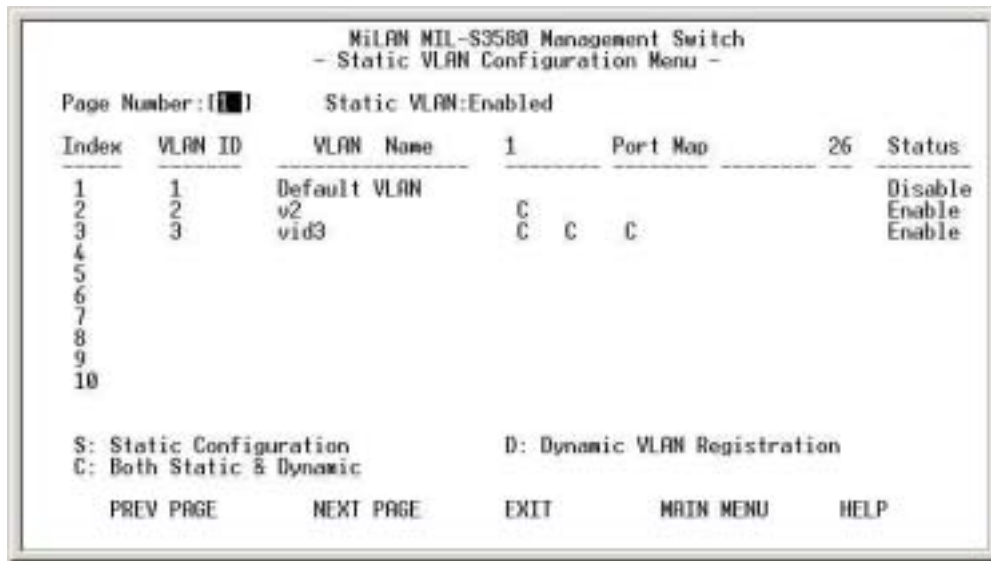 MiLAN MIL-S3580 Management Switch
- Static VLAN Configuration Menu -
Page Number:[1 ] Static VLAN:Enabled
Index VLAN ID VLAN Name 1 Port Map 26 Status
1 1 Default VLAN Disable
2 2 v2 C Enable
3 3 vid3 C C C Enable
4
5
6
7
8
9
10
S: Static Configuration D: Dynamic VLAN Registration
C: Both Static & Dynamic
PREV PAGE NEXT PAGE EXIT MAIN MENU HELP